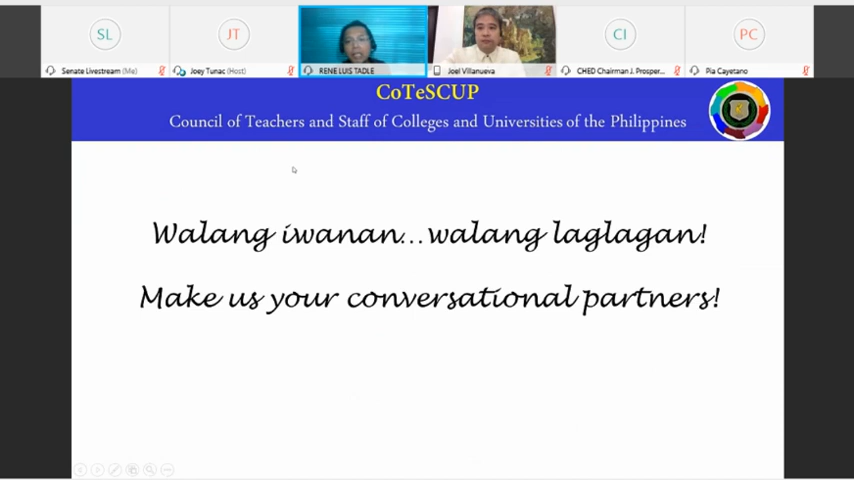 SL
JT
CI
PC
Senate Livestream (Me)
Joey Tunac (Host)
RENE LUIS TADLE
Joel Villanueva
CHED Chairman J. Prosper...
Pia Cayetano
CoTeSCUP
Council of Teachers and Staff of Colleges and Universities of the Philippines
Walang iwanan...walang laglagan!
Make us your conversational partners!